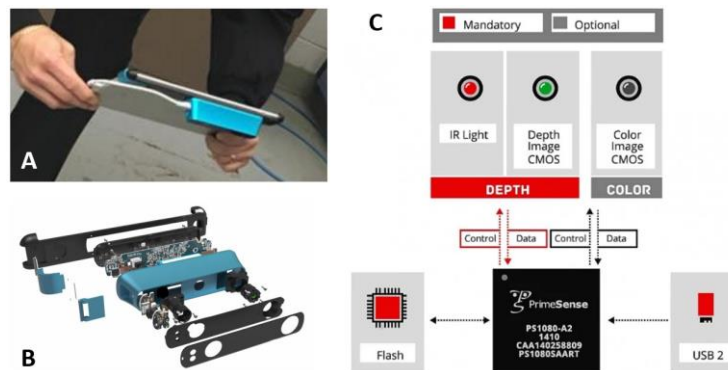 A
B
C
Mandatory
Optional
IR Light
Depth
Image
CMOS
Color
Image
CMOS
DEPTH
COLOR
Control
Data
Control
Data
Flash
PrimeSense
PS1080-A2
1410
CAA140258809
PS1080SAART
USB 2